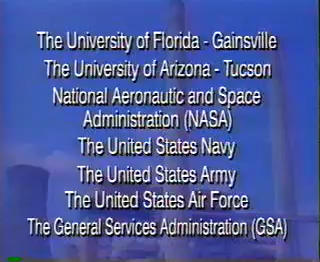 The University of Florida - Gainsville
The University of Arizona - Tucson
National Aeronautic and Space
Administration (NASA)
The United States Navy
The United States Army
The United States Air Force
The General Services Administration (GSA)